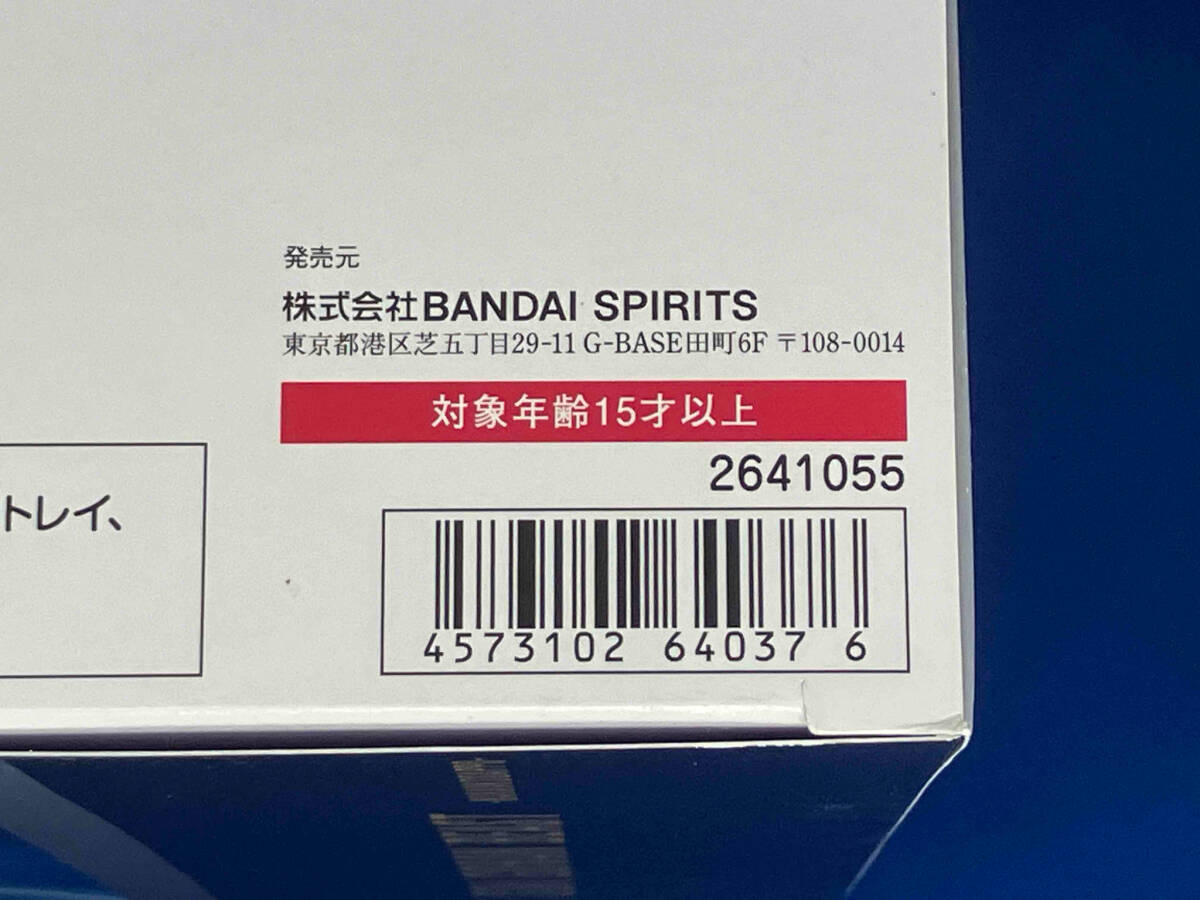 発売元
株式会社BANDAI SPIRITS
東京都港区芝五丁目29-11 G-BASE田町6F 〒108-0014
対象年齢15才以上
2641055
トレイ、
4573102 64037 6